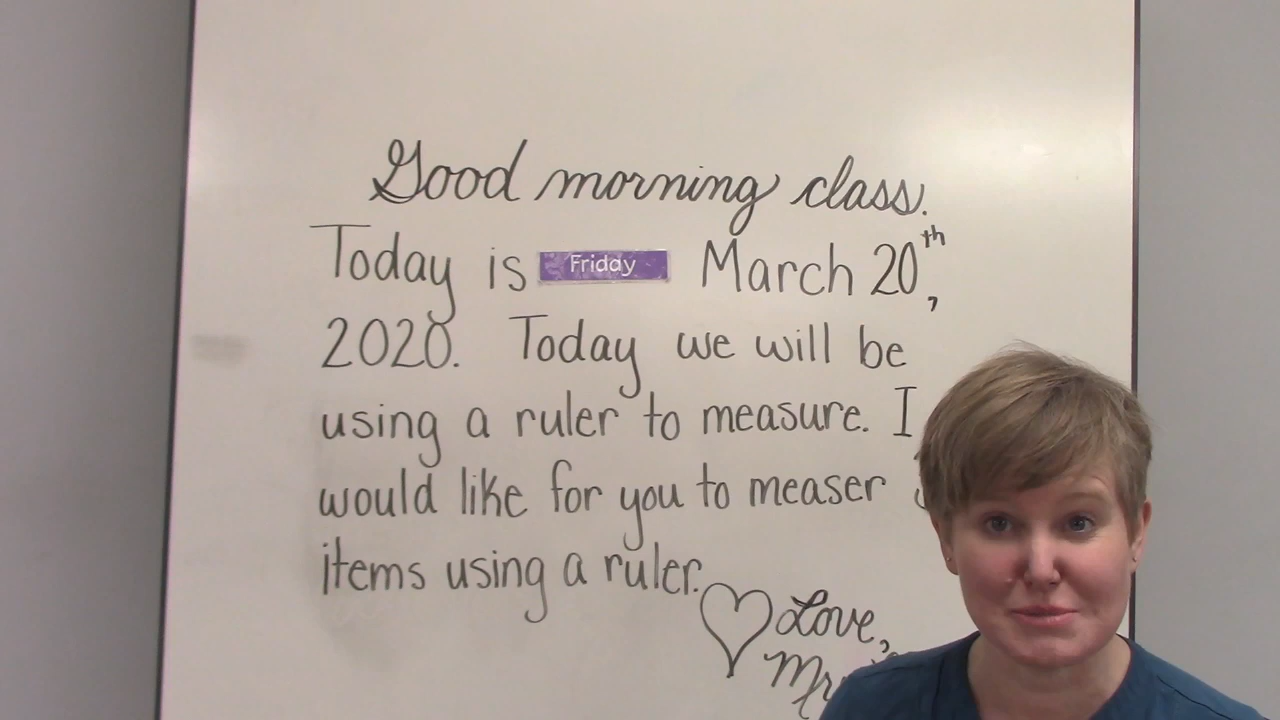 Good morning class.
Today is Friday March 20th,
2020. Today we will be
using a ruler to measure. I
would like for you to measer
items using a ruler.
Love,